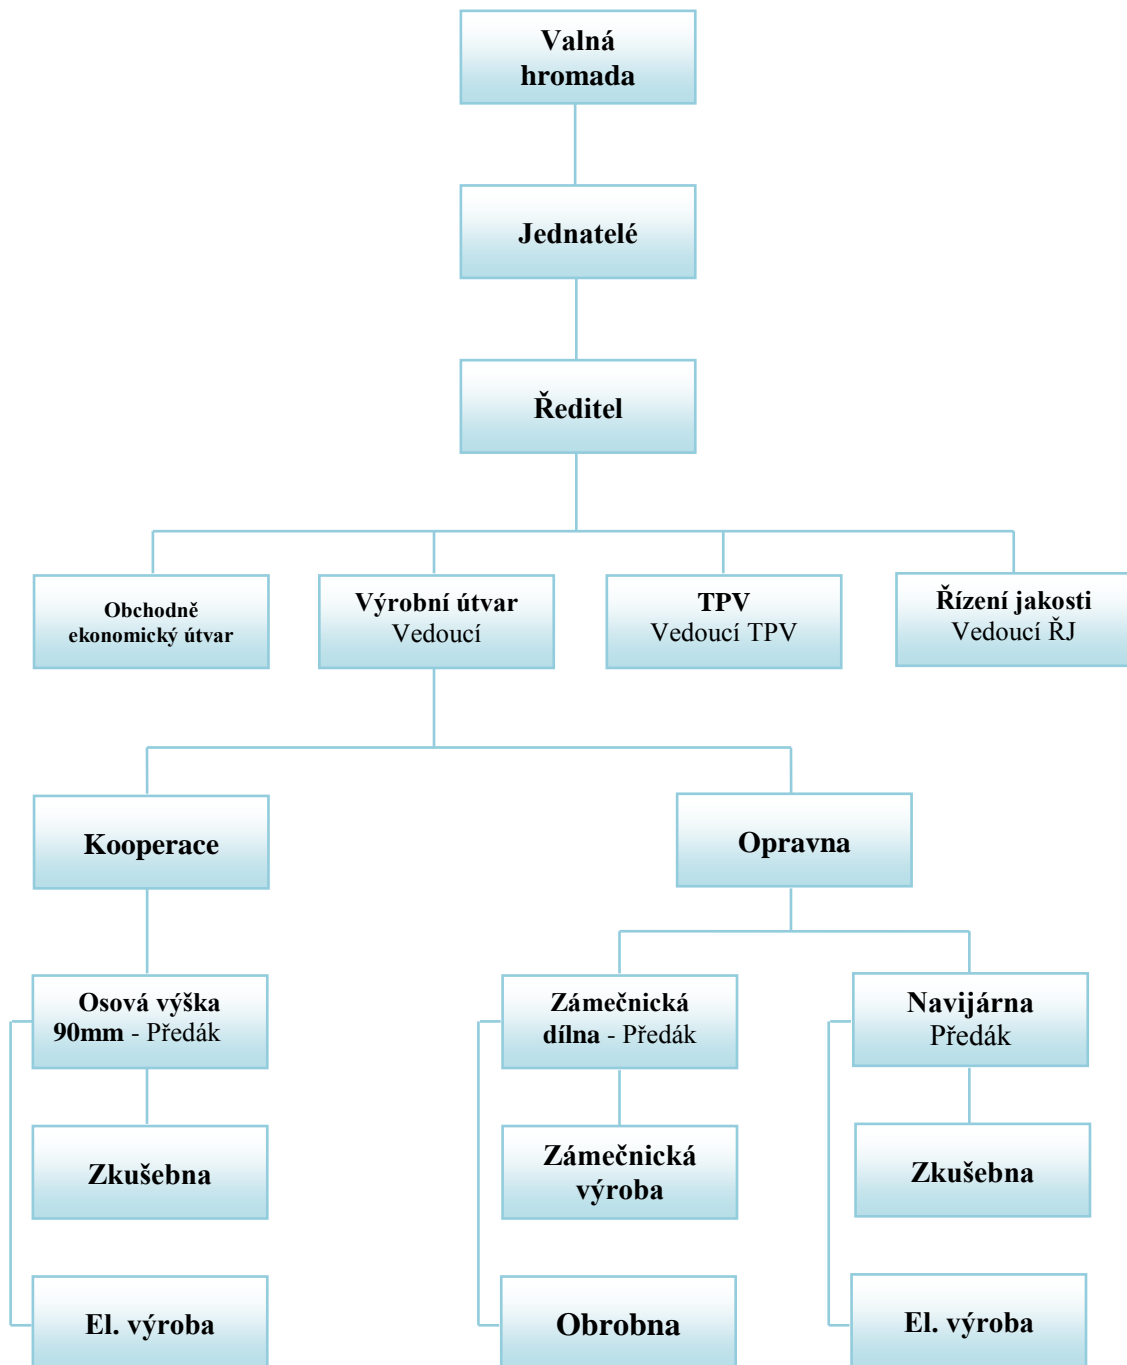 Valná
hromada
Jednatelé
Ředitel
Obchodně
ekonomický útvar
Výrobní útvar
Vedoucí
TPV
Vedoucí TPV
Řízení jakosti
Vedoucí ŘJ
Kooperace
Opravna
Osová výška
90mm - Předák
Zámečnická
dílna - Předák
Navijárna
Předák
Zkušebna
Zámečnická
výroba
Zkušebna
El. výroba
Obrobna
El. výroba